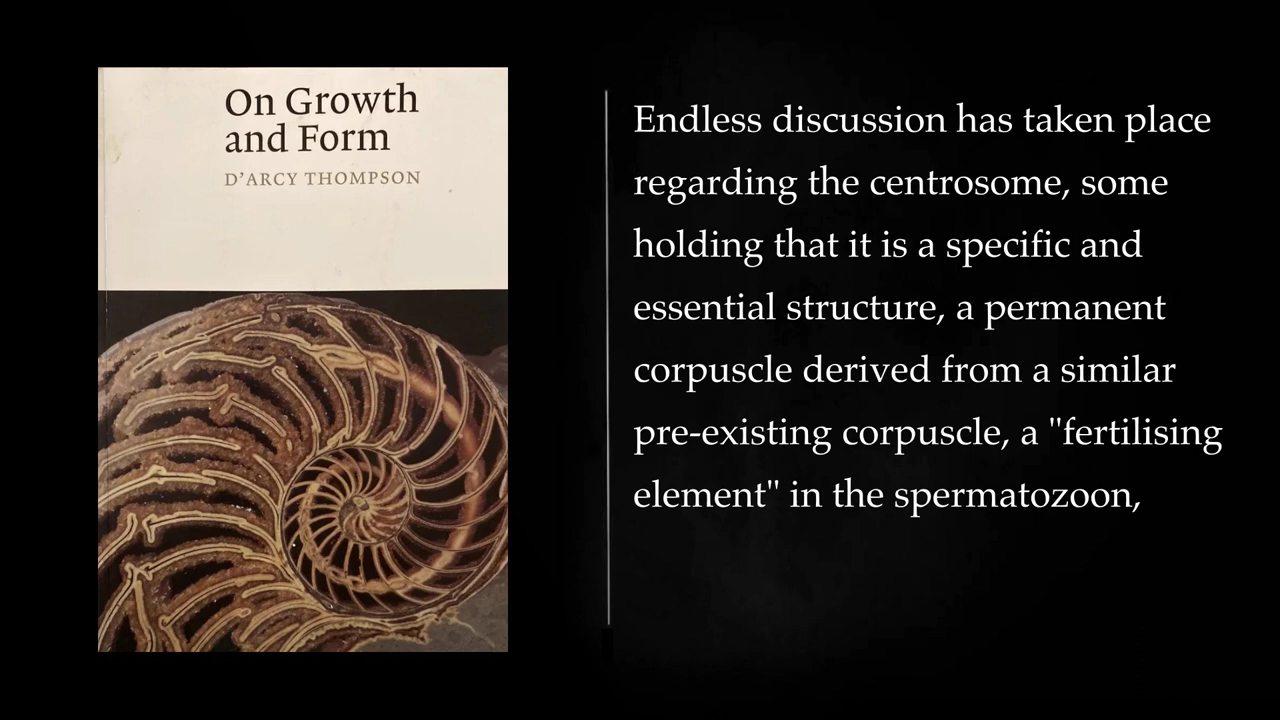 On Growth
and Form
D'ARCY THOMPSON
Endless discussion has taken place
regarding the centrosome, some
holding that it is a specific and
essential structure, a permanent
corpuscle derived from a similar
pre-existing corpuscle, a "fertilising
element" in the spermatozoon,